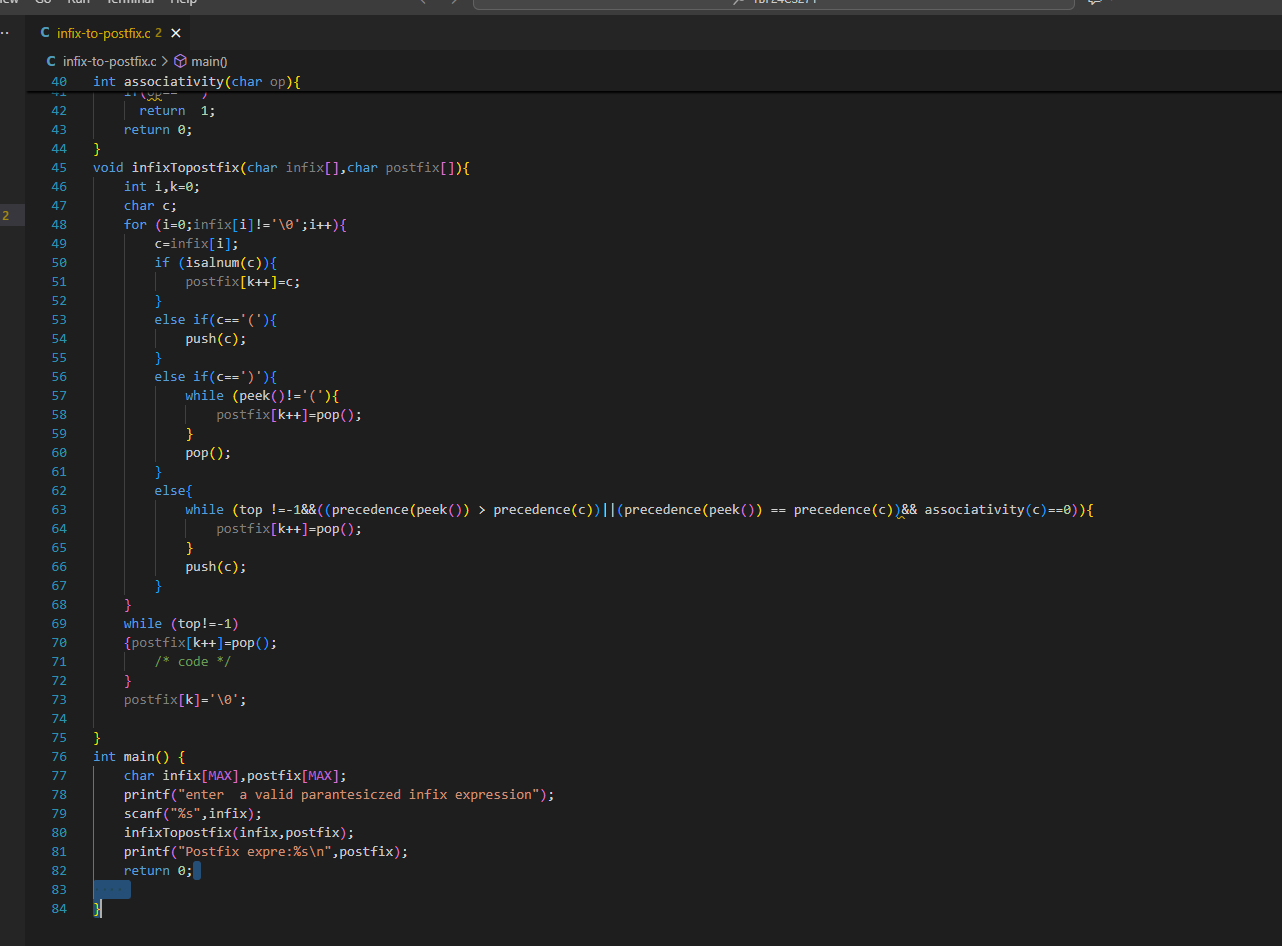 Go Run Terminal Help
C infix-to-postfix.c 2 ×
C infix-to-postfix.c > main()
40 int associativity(char op){
42 return  1;
43 return 0;
44 }
45 void infixTopostfix(char infix[],char postfix[]){
2
46 int i,k=0;
47 char c;
48 for (i=0;infix[i]!='\0';i++){
49 c=infix[i];
50 if (isalnum(c)){
51 postfix[k++]=c;
52 }
53 else if(c=='('){
54 push(c);
55 }
56 else if(c==')'){
57 while (peek()!='('){
58 postfix[k++]=pop();
59 }
60 pop();
61 }
62 else{
63 while (top !=-1&&((precedence(peek()) > precedence(c))||(precedence(peek()) == precedence(c))&& associativity(c)==0)){
64 postfix[k++]=pop();
65 }
66 push(c);
67 }
68 }
69 while (top!=-1)
70 {postfix[k++]=pop();
71 /* code */
72 }
73 postfix[k]='\0';
74
75 }
76 int main() {
77 char infix[MAX],postfix[MAX];
78 printf("enter  a valid parantesiczed infix expression");
79 scanf("%s",infix);
80 infixTopostfix(infix,postfix);
81 printf("Postfix expre:%s\n",postfix);
82 return 0;
83
84 }